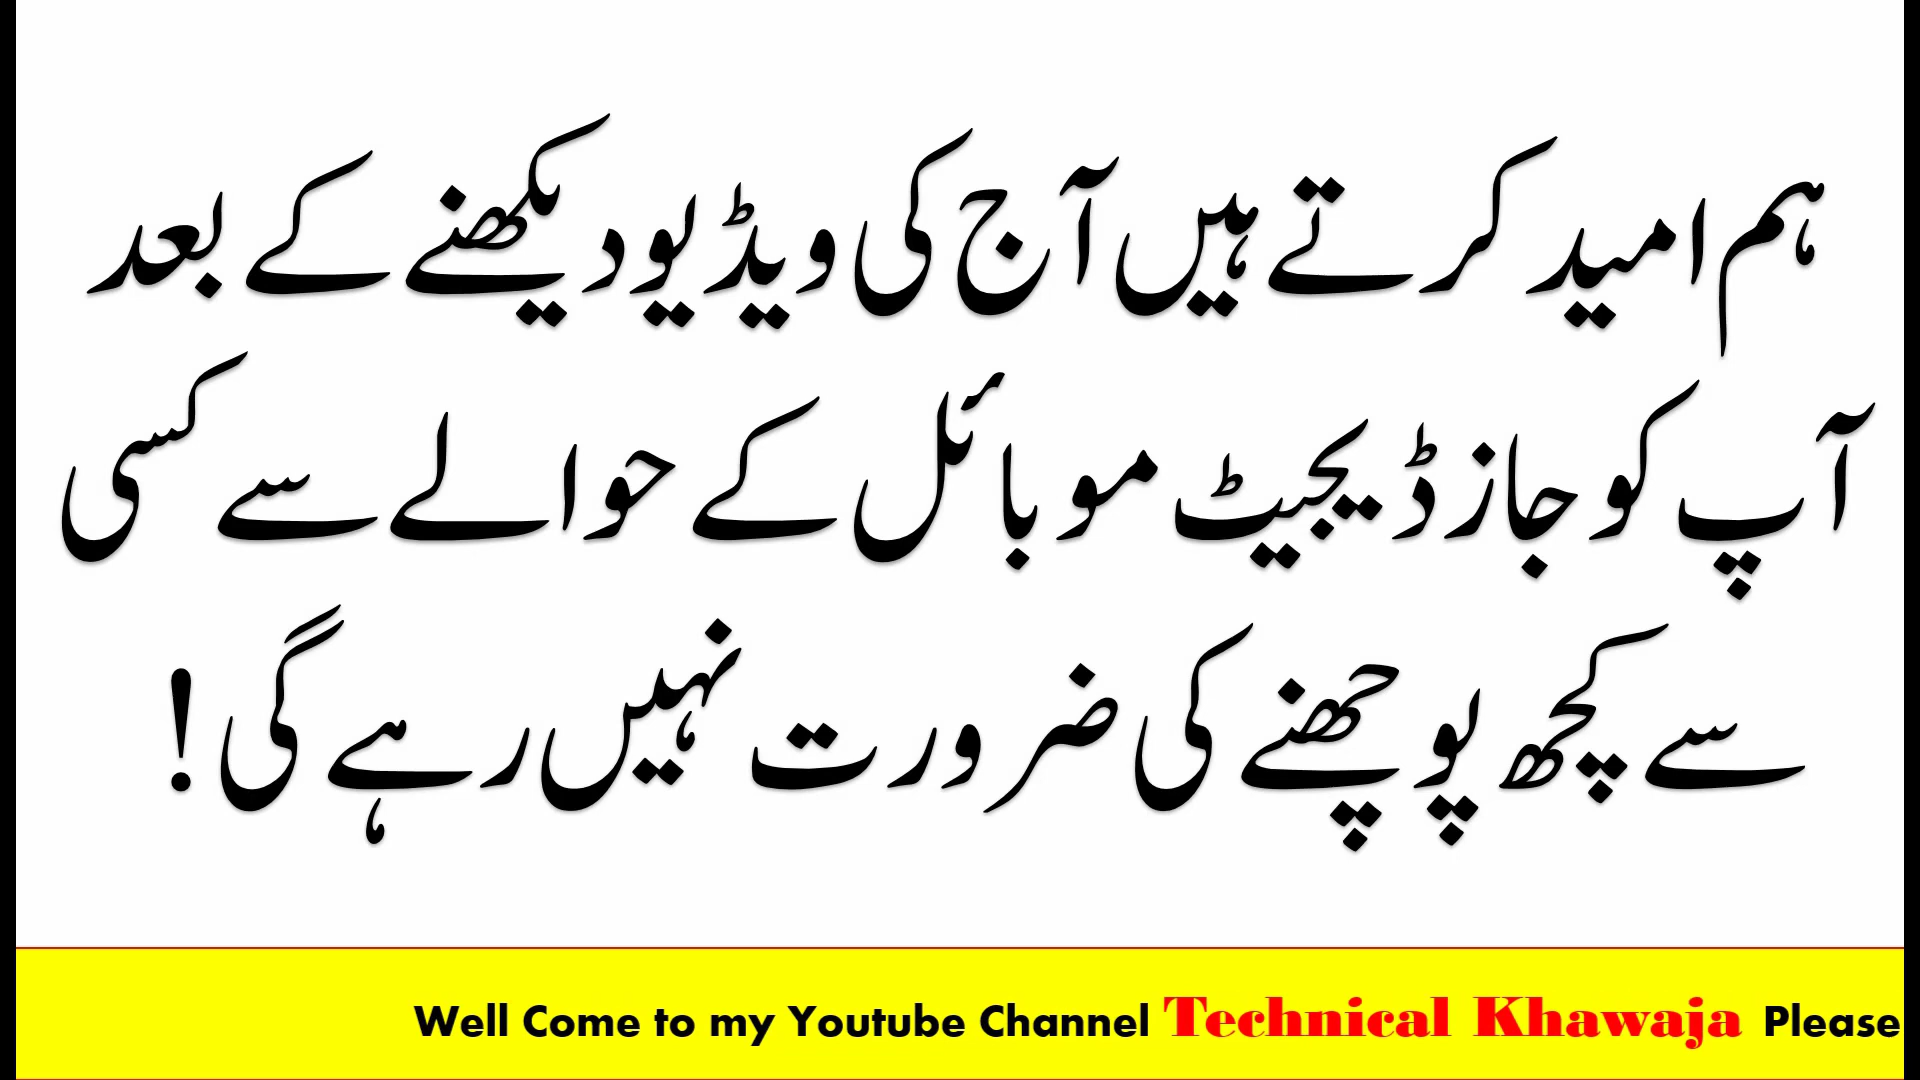 ہم امید کرتے ہیں آج کی ویڈیو دیکھنے کے بعد
آپ کو جاز ڈیجیٹ موبائل کے حوالے سے کسی
سے کچھ پوچھنے کی ضرورت نہیں رہے گی!
Well Come to my Youtube Channel Technical Khawaja Please